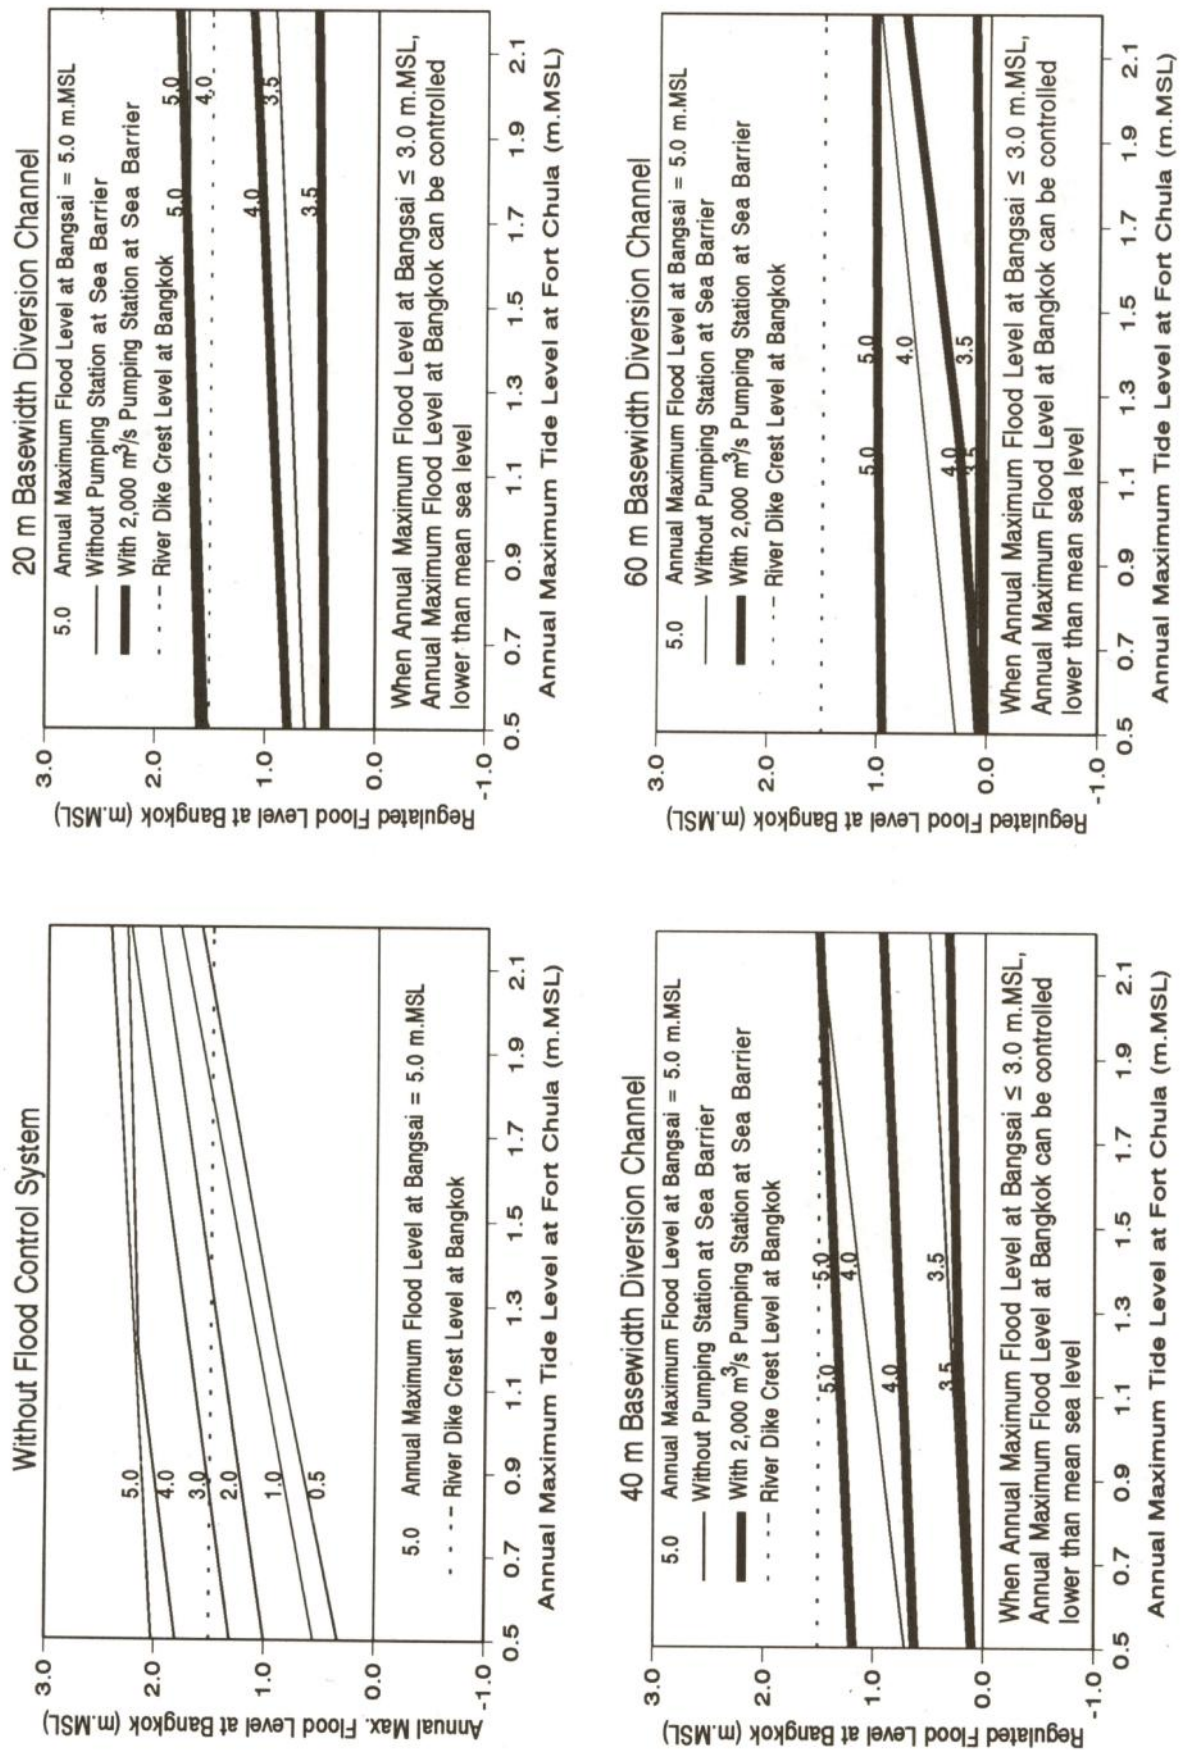 Without Flood Control System
Annual Max. Flood Level at Bangkok (m.MSL)
3.0
2.0
1.0
0.0
-1.0
5.0
4.0
3.0
2.0
1.0
0.5
5.0 Annual Maximum Flood Level at Bangsai = 5.0 m.MSL
River Dike Crest Level at Bangkok
0.5 0.7 0.9 1.1 1.3 1.5 1.7 1.9 2.1
Annual Maximum Tide Level at Fort Chula (m.MSL)
20 m Basewidth Diversion Channel
Regulated Flood Level at Bangkok (m.MSL)
3.0
2.0
1.0
0.0
-1.0
5.0 Annual Maximum Flood Level at Bangsai = 5.0 m.MSL
Without Pumping Station at Sea Barrier
With 2,000 m³/s Pumping Station at Sea Barrier
River Dike Crest Level at Bangkok
5.0
5.0
4.0
4.0
3.5
3.5
When Annual Maximum Flood Level at Bangsai ≤ 3.0 m.MSL,
Annual Maximum Flood Level at Bangkok can be controlled
lower than mean sea level
0.5 0.7 0.9 1.1 1.3 1.5 1.7 1.9 2.1
Annual Maximum Tide Level at Fort Chula (m.MSL)
40 m Basewidth Diversion Channel
Regulated Flood Level at Bangkok (m.MSL)
3.0
2.0
1.0
0.0
-1.0
5.0 Annual Maximum Flood Level at Bangsai = 5.0 m.MSL
Without Pumping Station at Sea Barrier
With 2,000 m³/s Pumping Station at Sea Barrier
River Dike Crest Level at Bangkok
5.0
5.0
4.0
4.0
3.5
3.5
When Annual Maximum Flood Level at Bangsai ≤ 3.0 m.MSL,
Annual Maximum Flood Level at Bangkok can be controlled
lower than mean sea level
0.5 0.7 0.9 1.1 1.3 1.5 1.7 1.9 2.1
Annual Maximum Tide Level at Fort Chula (m.MSL)
60 m Basewidth Diversion Channel
Regulated Flood Level at Bangkok (m.MSL)
3.0
2.0
1.0
0.0
-1.0
5.0 Annual Maximum Flood Level at Bangsai = 5.0 m.MSL
Without Pumping Station at Sea Barrier
With 2,000 m³/s Pumping Station at Sea Barrier
River Dike Crest Level at Bangkok
5.0
5.0
4.0
4.0
3.5
3.5
When Annual Maximum Flood Level at Bangsai ≤ 3.0 m.MSL,
Annual Maximum Flood Level at Bangkok can be controlled
lower than mean sea level
0.5 0.7 0.9 1.1 1.3 1.5 1.7 1.9 2.1
Annual Maximum Tide Level at Fort Chula (m.MSL)